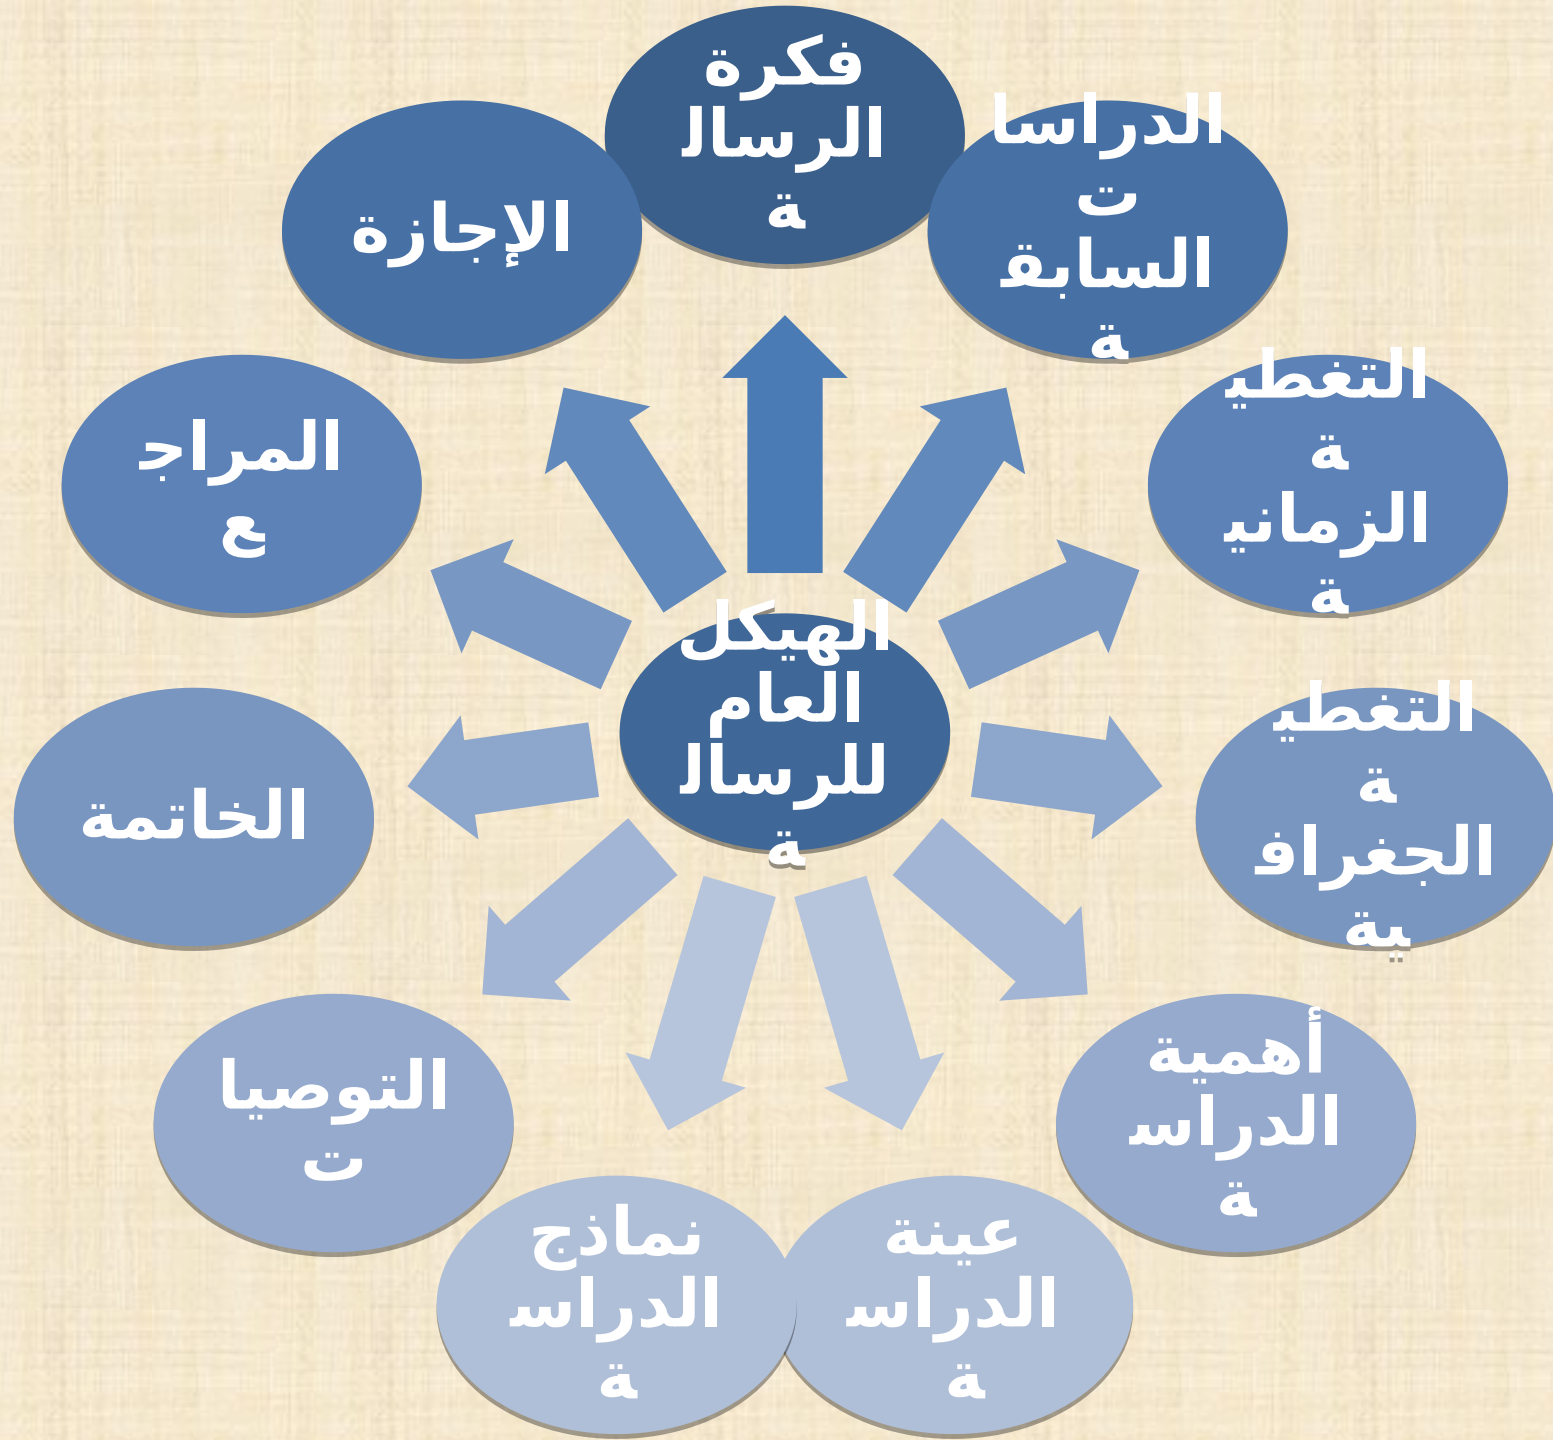 فكرة
الرسال
ة
الدراسا
ت
السابق
ة
التغطي
ة
الزماني
ة
التغطي
ة
الجغراف
ية
أهمية
الدراس
ة
عينة
الدراس
ة
نماذج
الدراس
ة
التوصيا
ت
الخاتمة
المراج
ع
الإجازة
الهيكل
العام
للرسال
ة